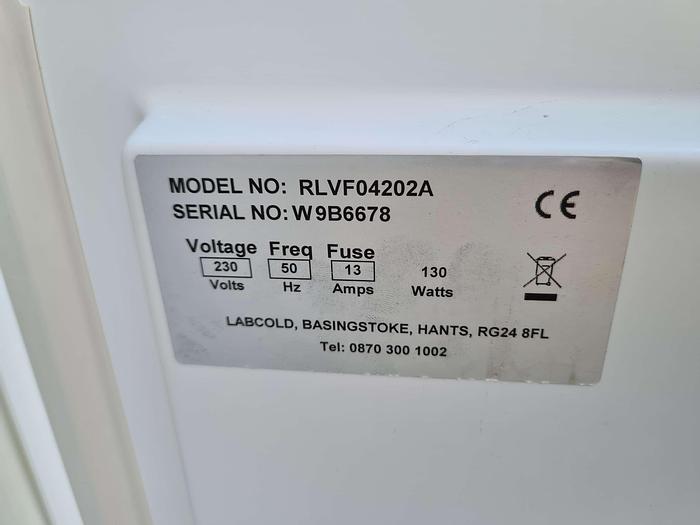 MODEL NO: RLVF04202A
SERIAL NO: W9B6678
CE
Voltage Freq Fuse
230 50 13 130
Volts Hz Amps Watts
LABCOLD, BASINGSTOKE, HANTS, RG24 8FL
Tel: 0870 300 1002